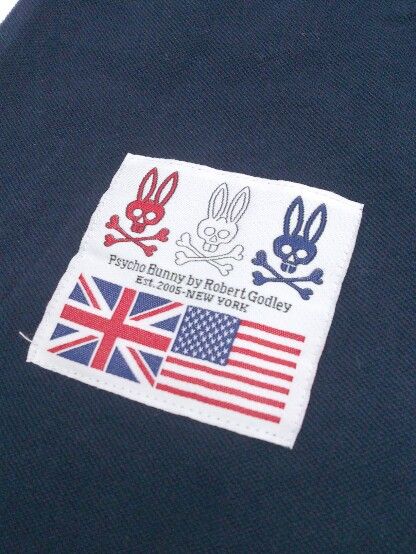 Psycho Bunny by Robert Godley
Est. 2005-NEW YORK